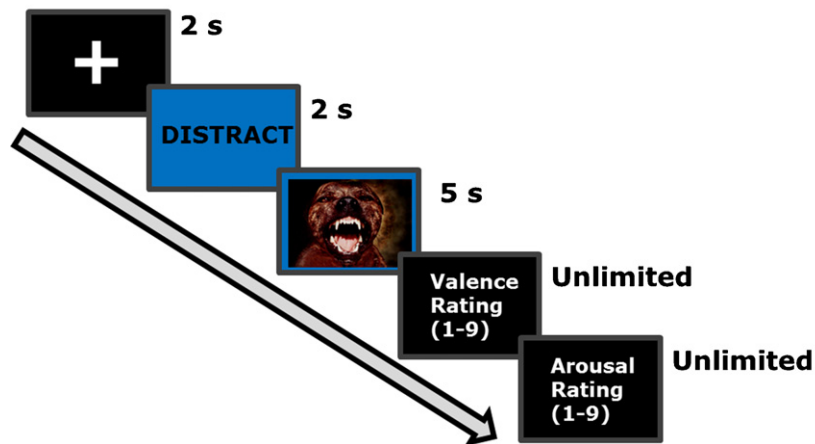 2 s
DISTRACT
2 s
5 s
Valence
Rating
(1-9)
Unlimited
Arousal
Rating
(1-9)
Unlimited